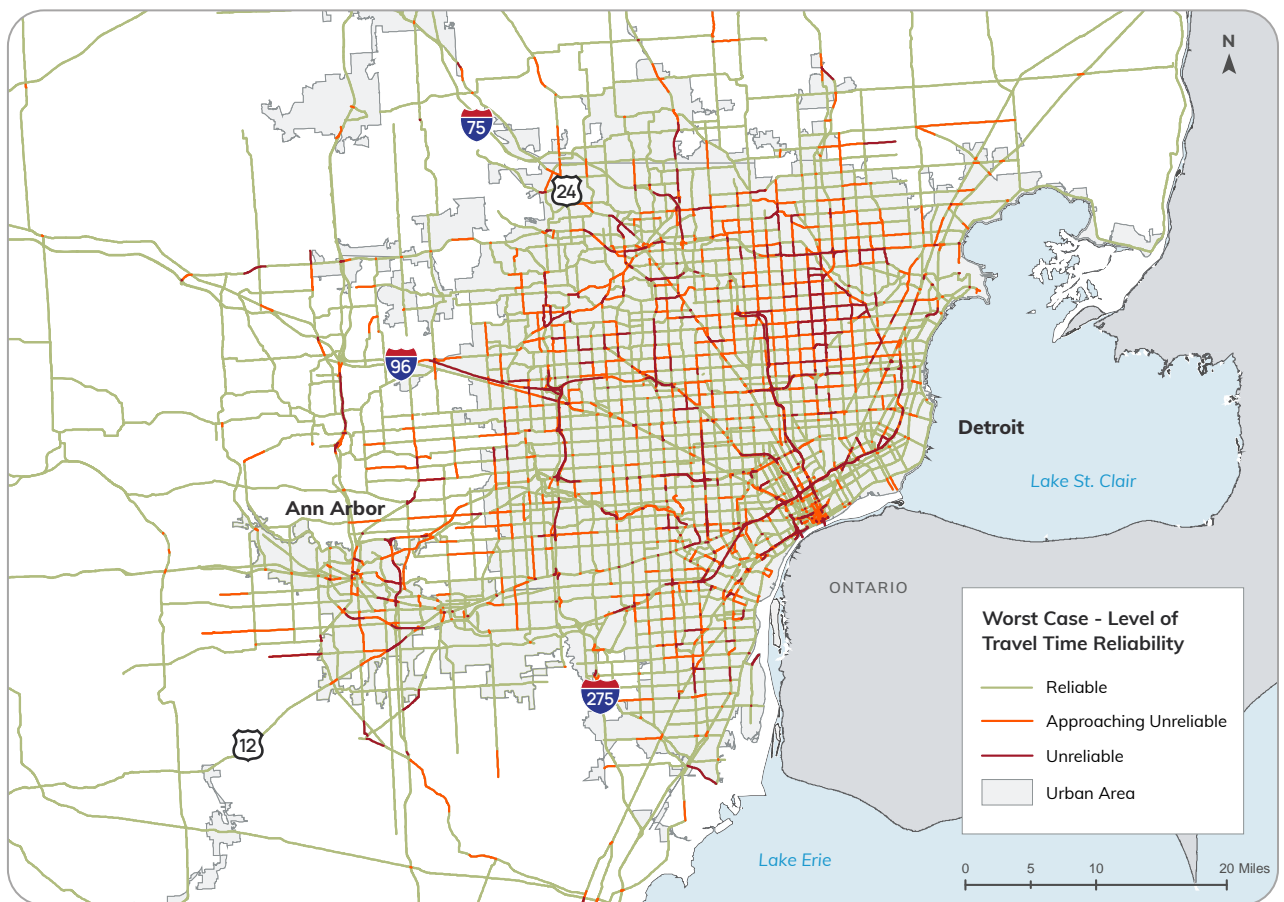 N
75
24
96
Detroit
Lake St. Clair
Ann Arbor
ONTARIO
Worst Case - Level of
Travel Time Reliability
Reliable
Approaching Unreliable
Unreliable
Urban Area
275
12
Lake Erie
0 5 10 20 Miles